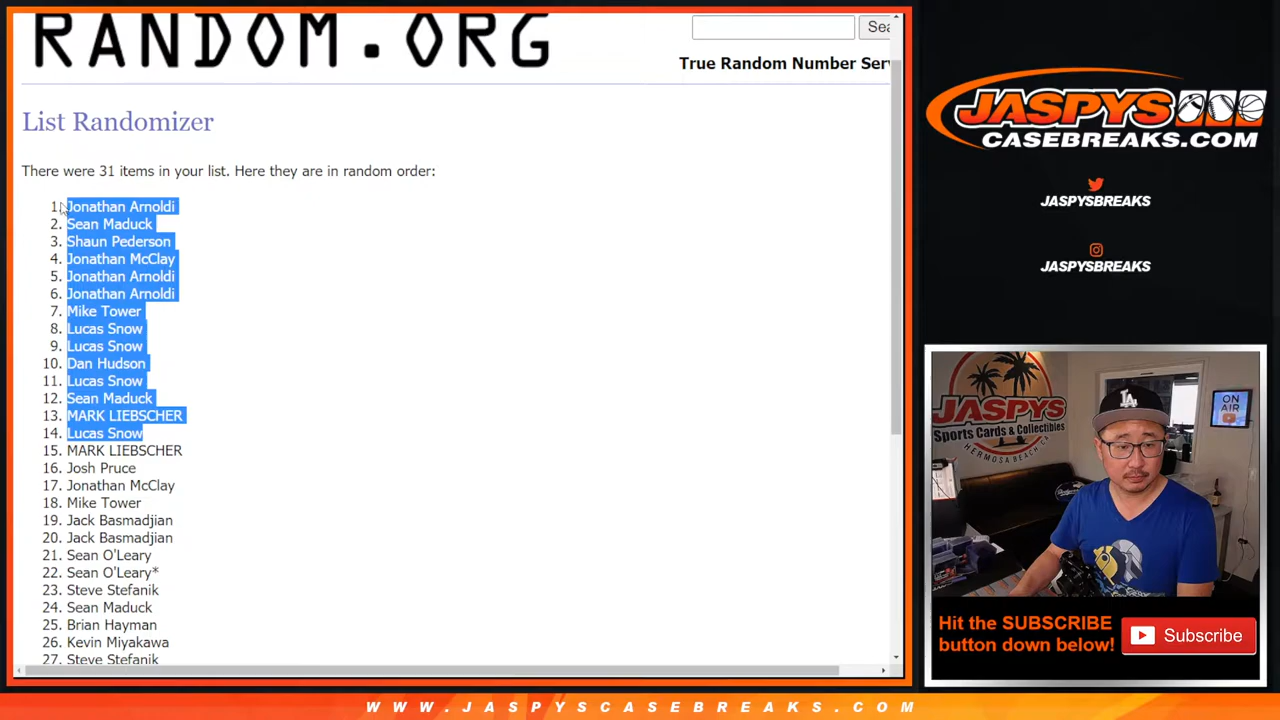 RANDOM.ORG
Sea
True Random Number Serv
List Randomizer
There were 31 items in your list. Here they are in random order:
1. Jonathan Arnoldi
2. Sean Maduck
3. Shaun Pederson
4. Jonathan McClay
5. Jonathan Arnoldi
6. Jonathan Arnoldi
7. Mike Tower
8. Lucas Snow
9. Lucas Snow
10. Dan Hudson
11. Lucas Snow
12. Sean Maduck
13. MARK LIEBSCHER
14. Lucas Snow
15. MARK LIEBSCHER
16. Josh Pruce
17. Jonathan McClay
18. Mike Tower
19. Jack Basmadjian
20. Jack Basmadjian
21. Sean O'Leary
22. Sean O'Leary*
23. Steve Stefanik
24. Sean Maduck
25. Brian Hayman
26. Kevin Miyakawa
27. Steve Stefanik
JASPYS
CASEBREAKS.COM
JASPYSBREAKS
JASPYSBREAKS
JASPYS
Sports Cards & Collectibles
HERMOSA BEACH CA
LA
ON
AIR
Hit the SUBSCRIBE
button down below!
Subscribe
WWW.JASPYSCASEBREAKS.COM